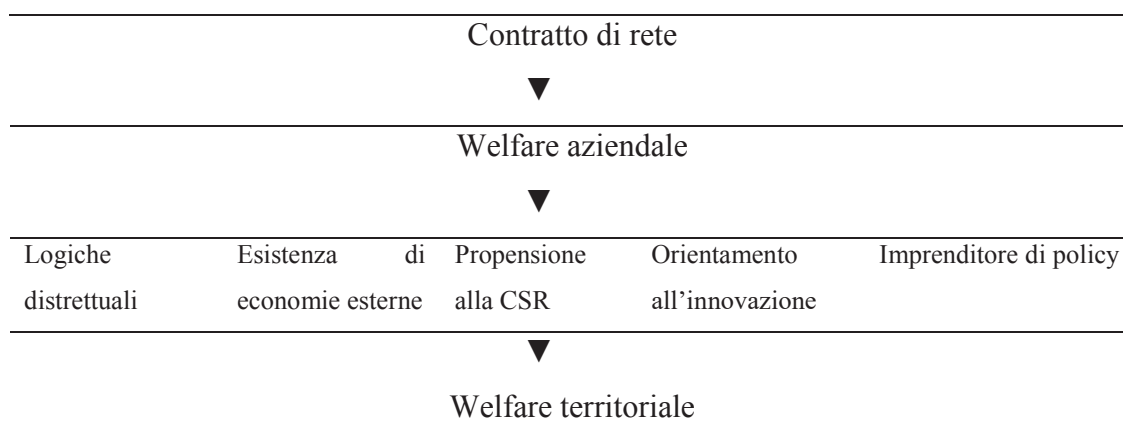 Contratto di rete
▼
Welfare aziendale
▼
Logiche Esistenza di Propensione Orientamento Imprenditore di policy
distrettuali economie esterne alla CSR all’innovazione
▼
Welfare territoriale